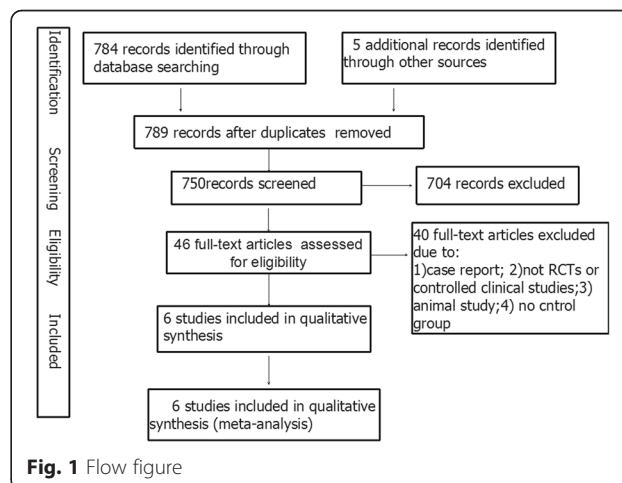 Identification
Screening
Eligibility
Included
784 records identified through
database searching
5 additional records identified
through other sources
789 records after duplicates removed
750records screened
704 records excluded
46 full-text articles assessed
for eligibility
40 full-text articles excluded
due to:
1)case report; 2)not RCTs or
controlled clinical studies;3)
animal study;4) no cntrol
group
6 studies included in qualitative
synthesis
6 studies included in qualitative
synthesis (meta-analysis)
Fig. 1 Flow figure